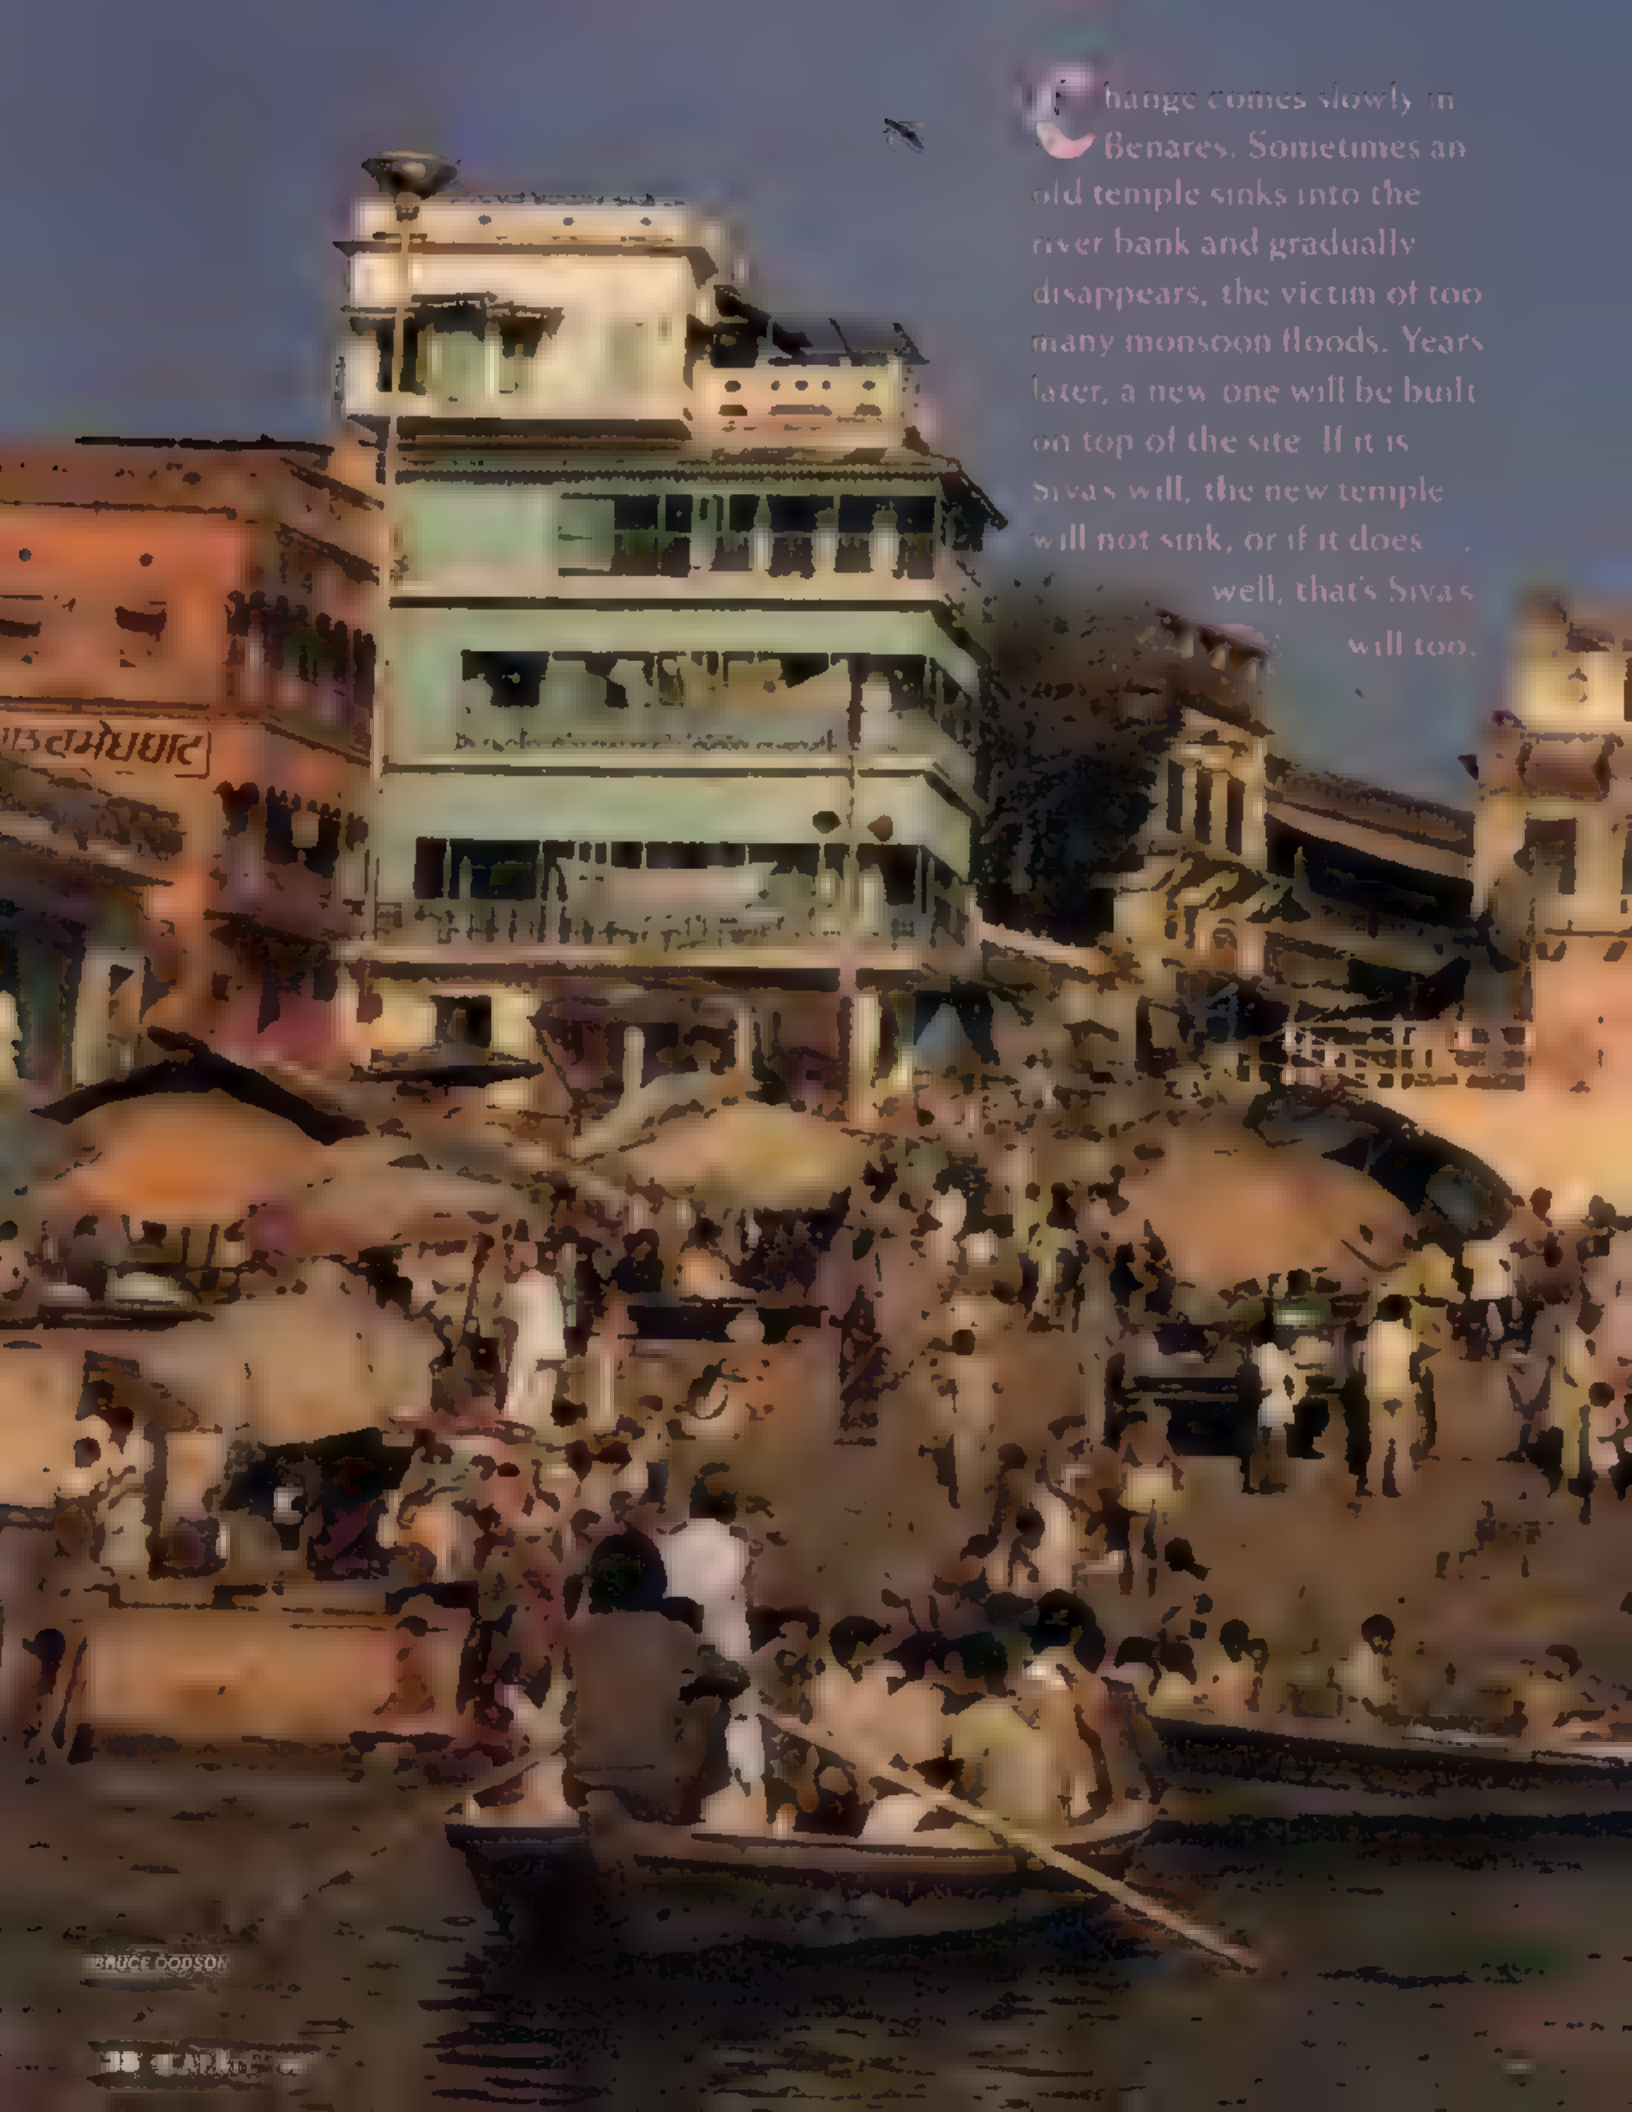 Change comes slowly in
Benares. Sometimes an
old temple sinks into the
river bank and gradually
disappears, the victim of too
many monsoon floods. Years
later, a new one will be built
on top of the site. If it is
Siva's will, the new temple
will not sink, or if it does . . .
well, that's Siva's
will too.
BRUCE DODSON